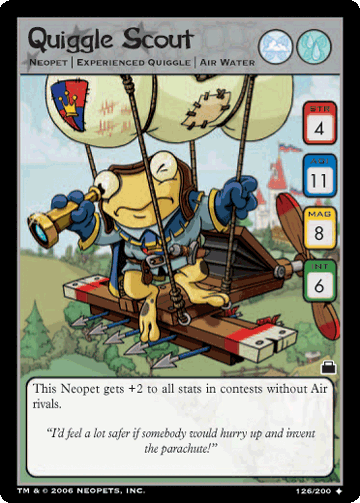 Quiggle Scout
Neopet | Experienced Quiggle | Air Water
STR
4
11
MAG
8
INT
6
This Neopet gets +2 to all stats in contests without Air
rivals.
“I’d feel a lot safer if somebody would hurry up and invent
the parachute!”
TM & © 2006 NEOPETS, INC.
126/200